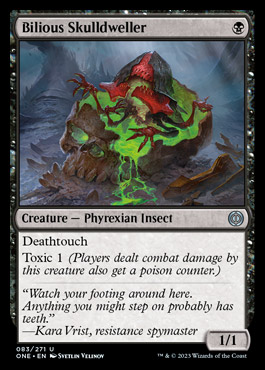 Bilious Skulldweller
Creature — Phyrexian Insect
Deathtouch
Toxic 1 (Players dealt combat damage by
this creature also get a poison counter.)
"Watch your footing around here.
Anything you might step on probably has
teeth."
—Kara Vrist, resistance spymaster
1/1
083/271 U
ONE • EN SVETLIN VELINOV
™ & © 2023 Wizards of the Coast